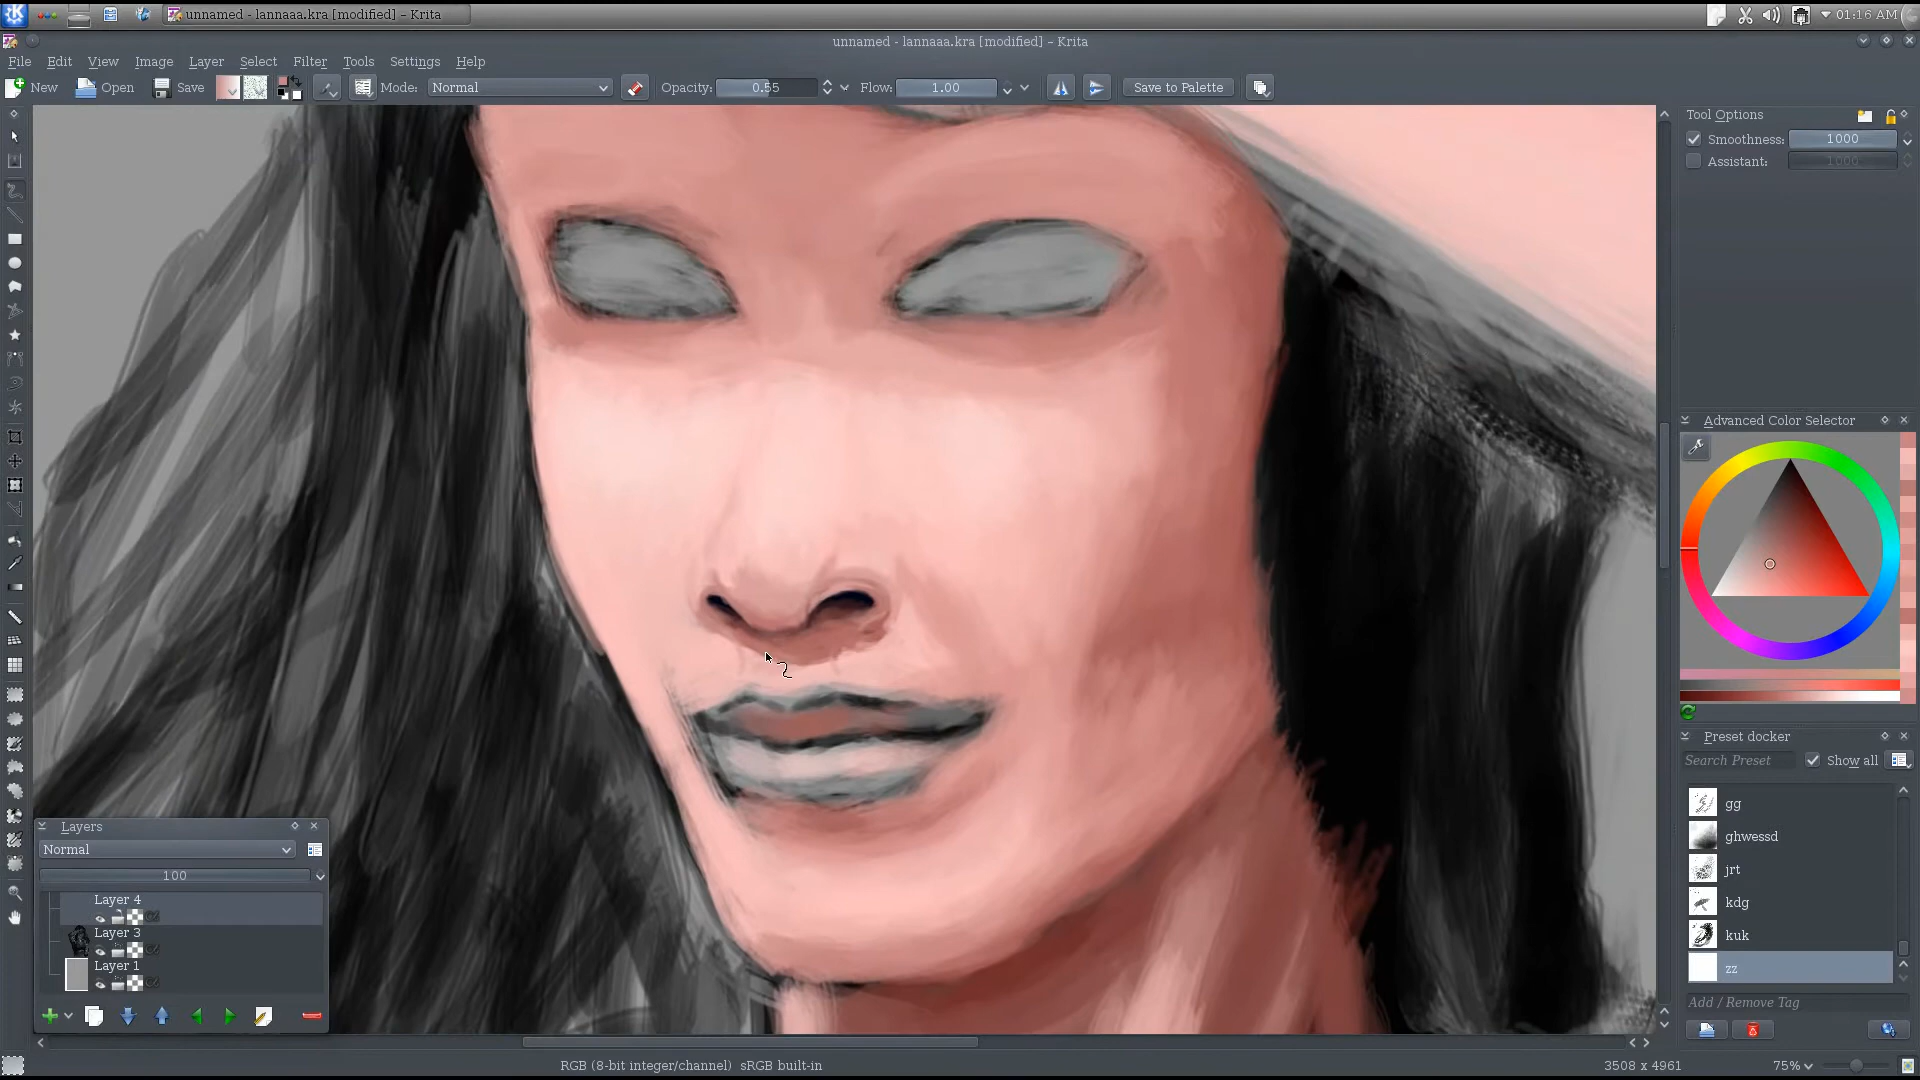 unnamed - lannaaa.kra [modified] – Krita
01:16 AM
unnamed - lannaaa.kra [modified] – Krita
File Edit View Image Layer Select Filter Tools Settings Help
New Open Save Mode: Normal Opacity: 0.55 Flow: 1.00 Save to Palette
Tool Options
Smoothness: 1000
Assistant: 1000
Advanced Color Selector
Preset docker
Search Preset Show all
gg
ghwessd
jrt
kdg
kuk
zz
Add / Remove Tag
Layers
Normal
100
Layer 4
Layer 3
Layer 1
RGB (8-bit integer/channel) sRGB built-in 3508 x 4961 75%